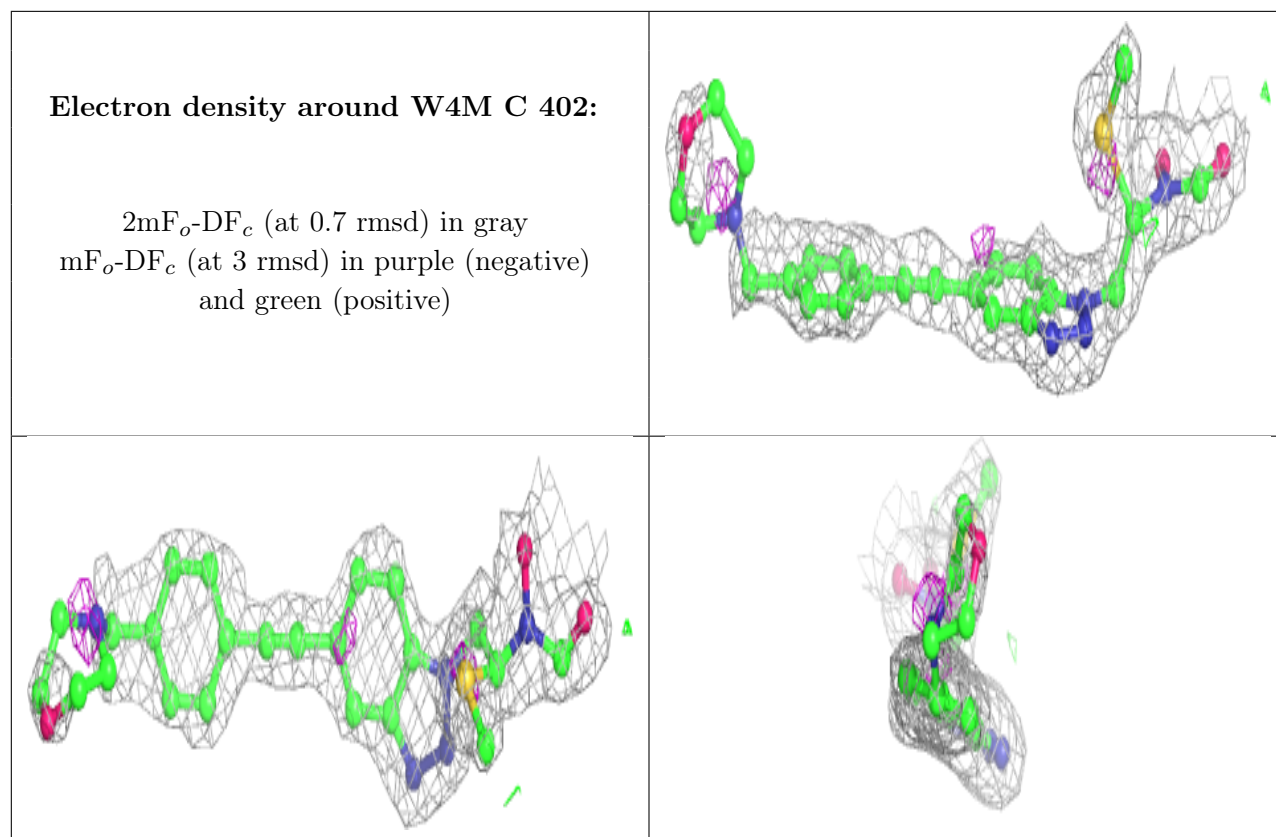 Electron density around W4M C 402:
2mFo-DFc (at 0.7 rmsd) in gray
mFo-DFc (at 3 rmsd) in purple (negative)
and green (positive)